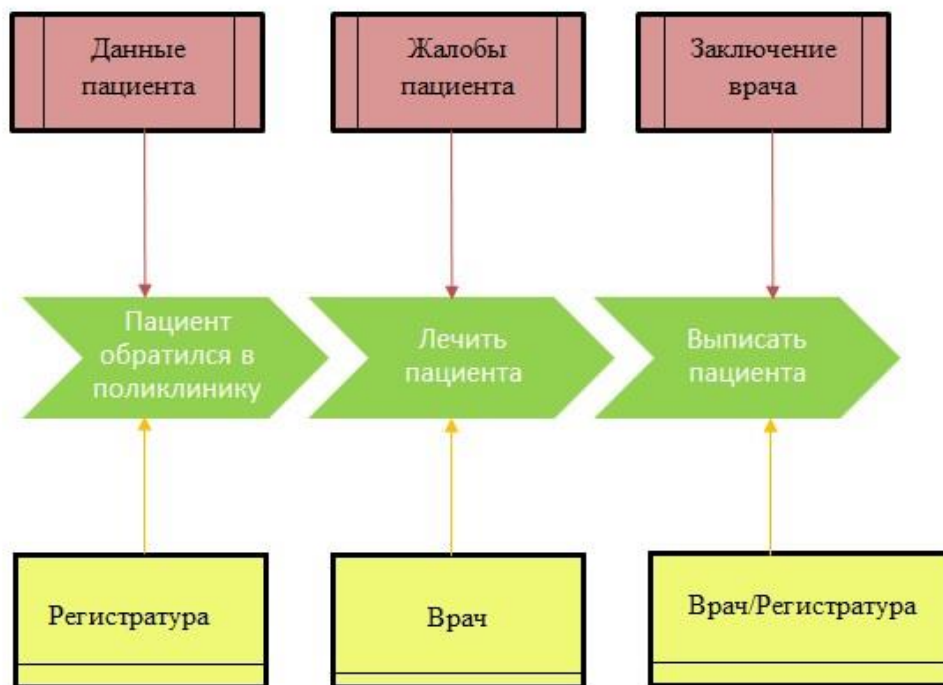 Данные
пациента
Жалобы
пациента
Заключение
врача
Пациент
обратился в
поликлинику
Лечить
пациента
Выписать
пациента
Регистратура
Врач
Врач/Регистратура